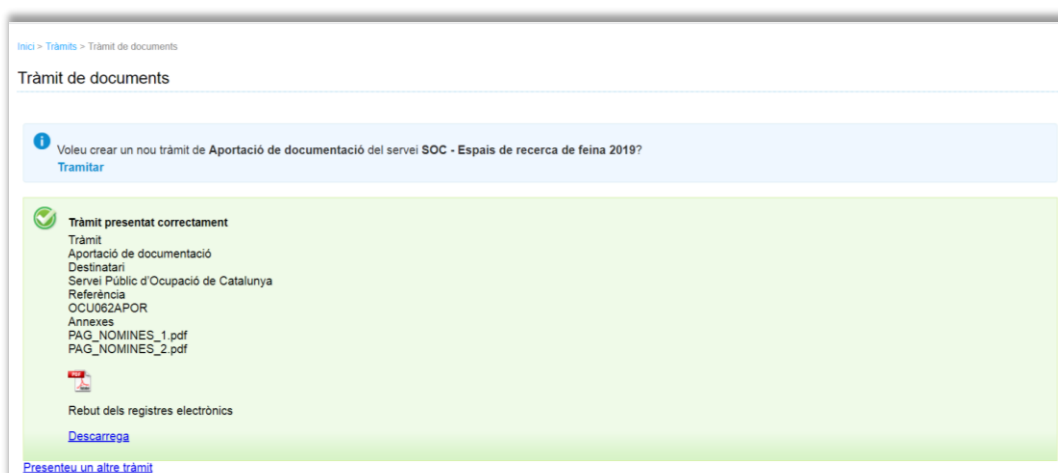 Inici > Tràmits > Tràmit de documents
Tràmit de documents
Voleu crear un nou tràmit de Aportació de documentació del servei SOC - Espais de recerca de feina 2019?
Tramitar
Tràmit presentat correctament
Tràmit
Aportació de documentació
Destinatari
Servei Públic d'Ocupació de Catalunya
Referència
OCU062APOR
Annexes
PAG_NOMINES_1.pdf
PAG_NOMINES_2.pdf
PDF
Rebut dels registres electrònics
Descarrega
Presenteu un altre tràmit